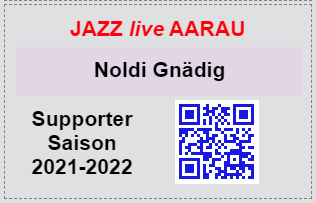 JAZZ live AARAU
Noldi Gnädig
Supporter
Saison
2021-2022